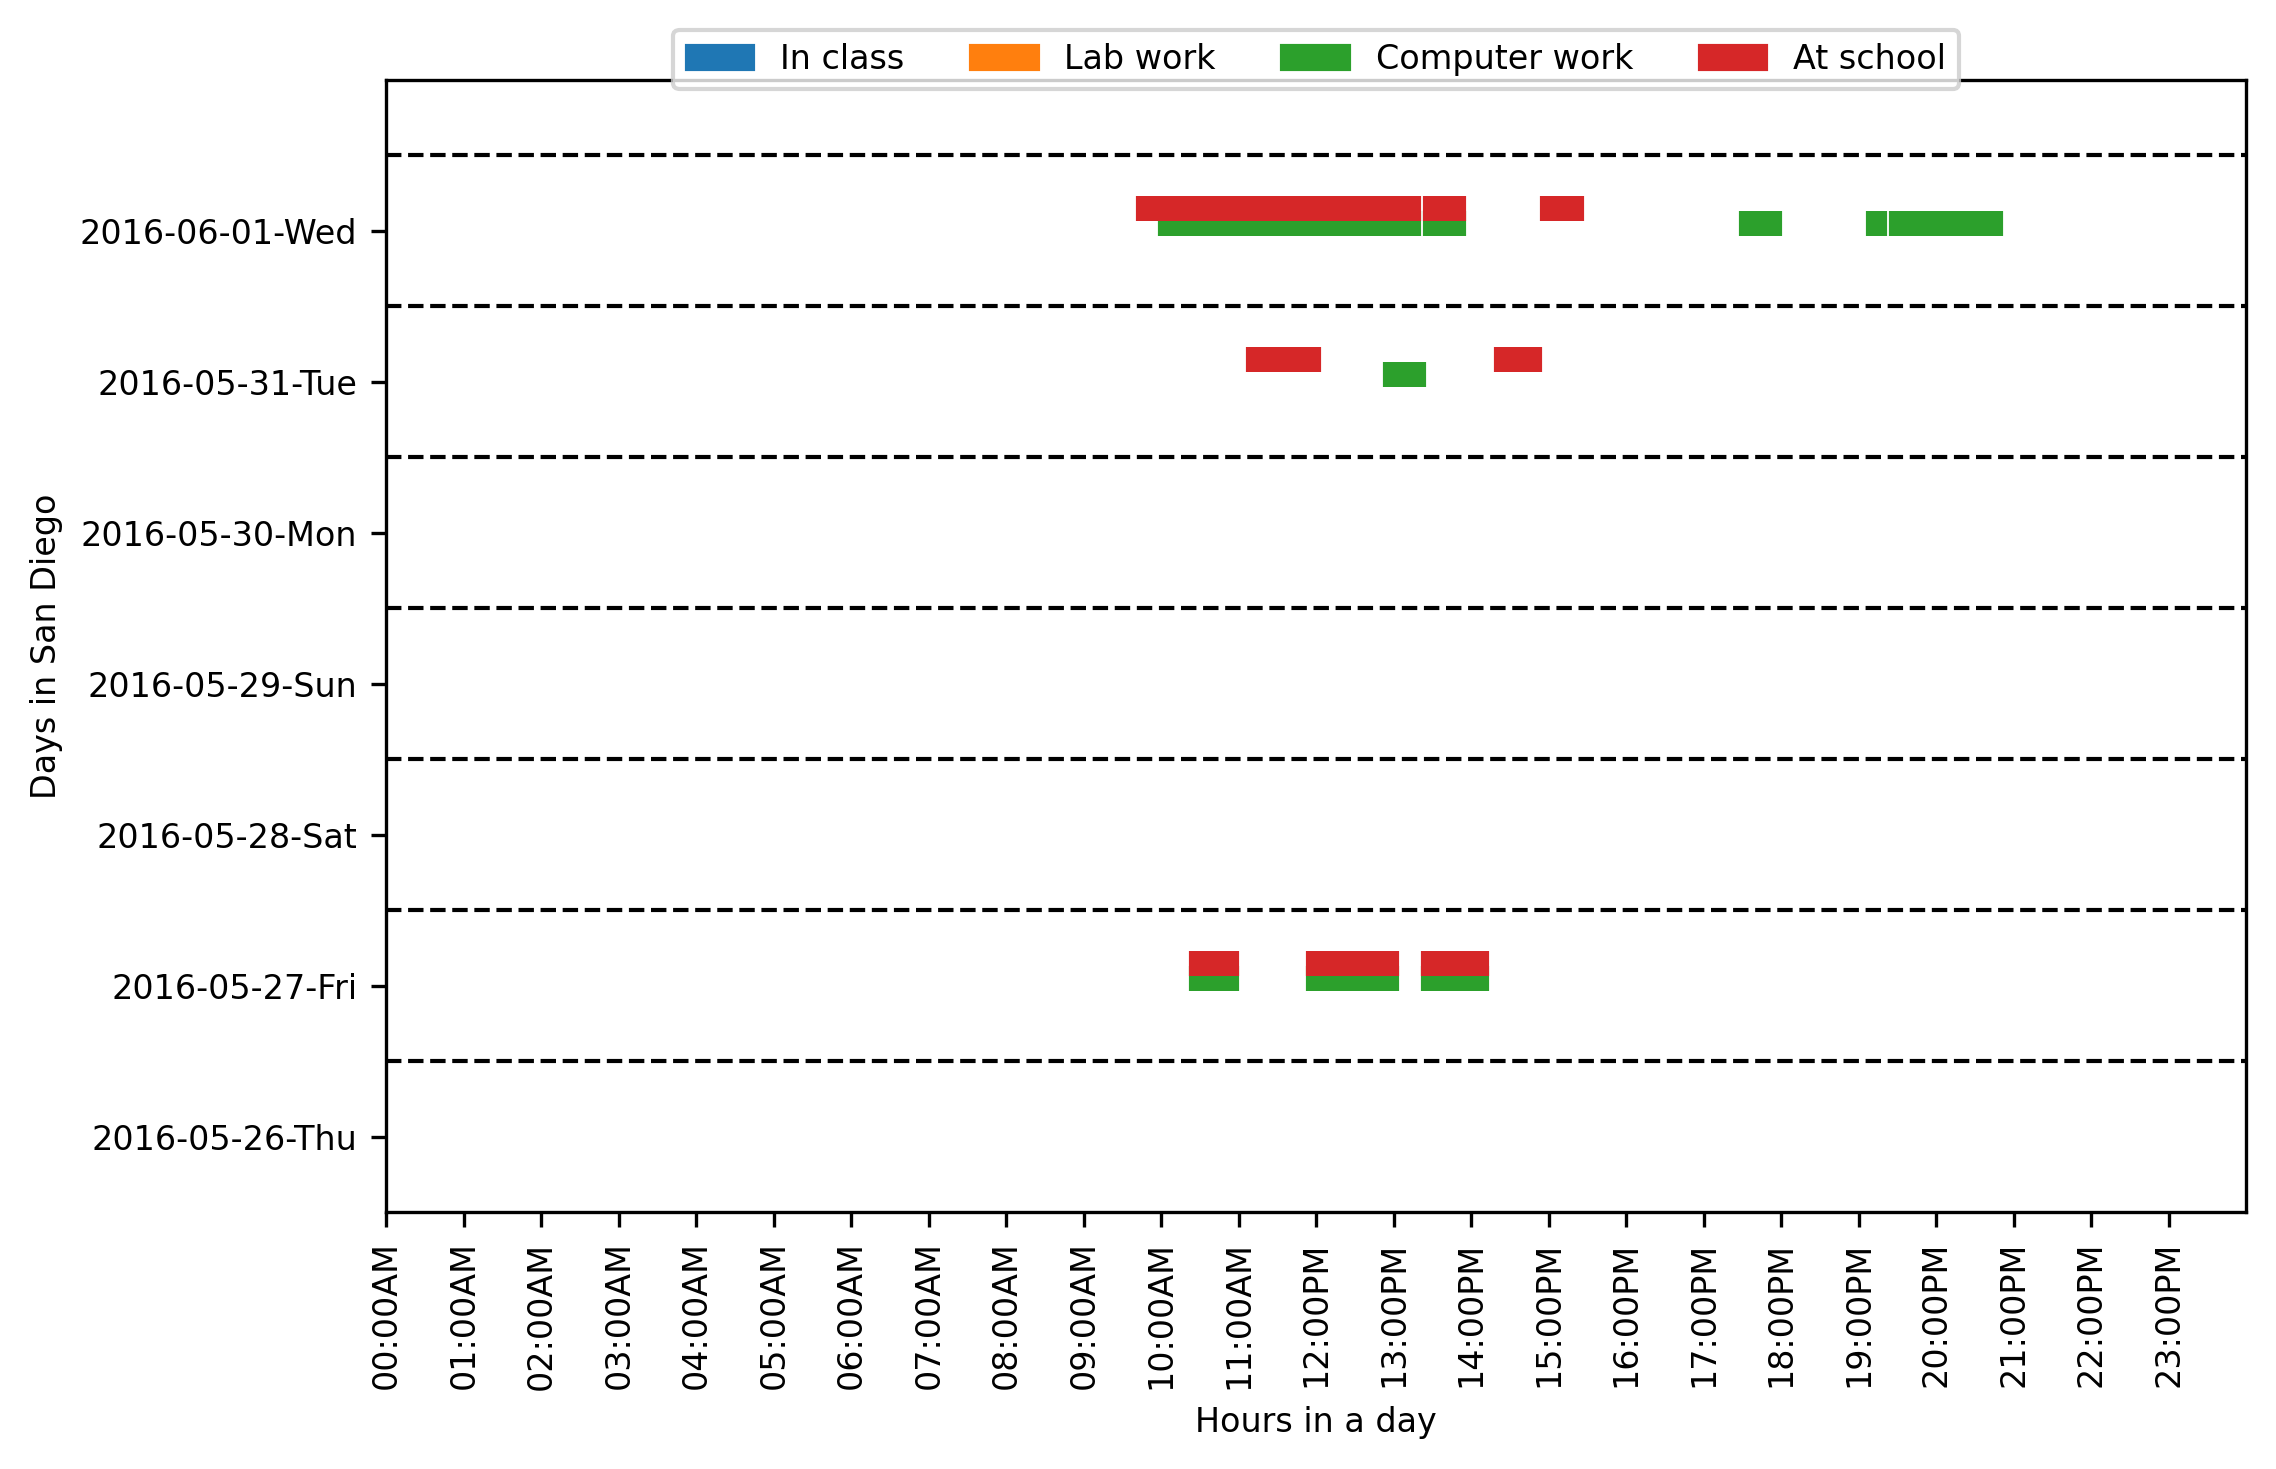 In class Lab work Computer work At school
2016-06-01-Wed
2016-05-31-Tue
2016-05-30-Mon
2016-05-29-Sun
2016-05-28-Sat
2016-05-27-Fri
2016-05-26-Thu
Days in San Diego
00:00AM 01:00AM 02:00AM 03:00AM 04:00AM 05:00AM 06:00AM 07:00AM 08:00AM 09:00AM 10:00AM 11:00AM 12:00PM 13:00PM 14:00PM 15:00PM 16:00PM 17:00PM 18:00PM 19:00PM 20:00PM 21:00PM 22:00PM 23:00PM
Hours in a day